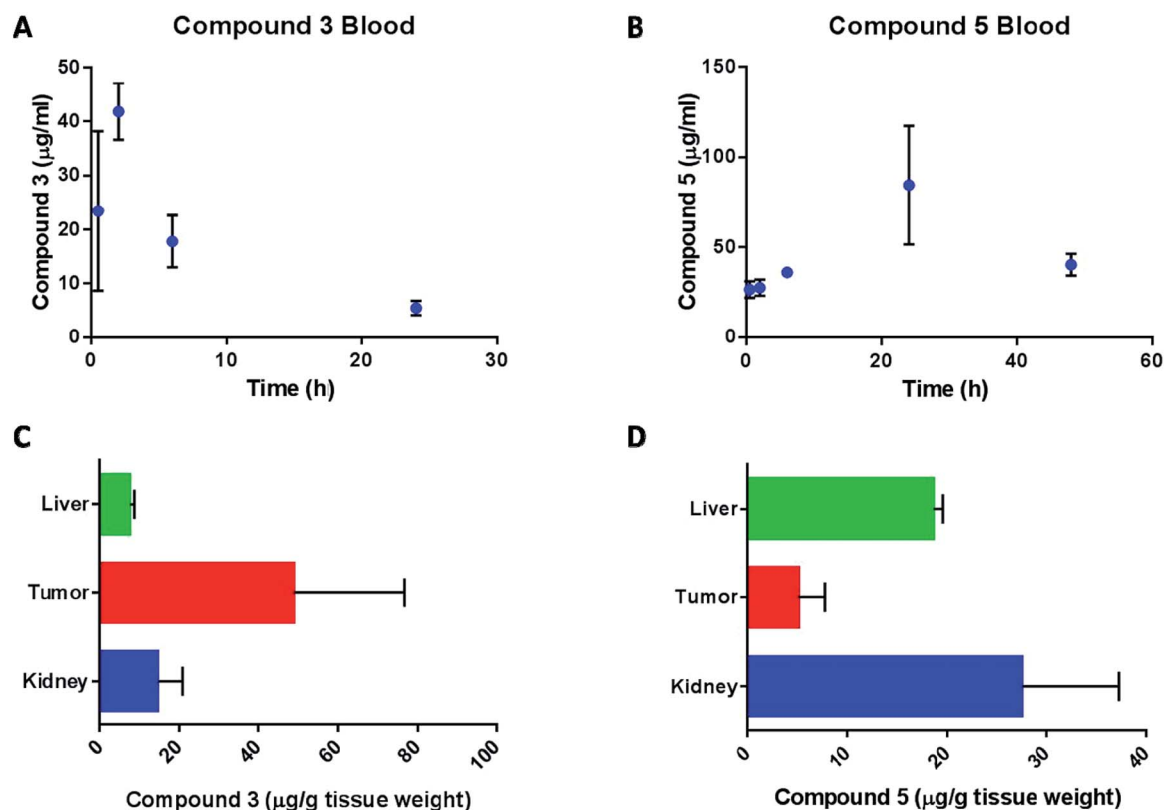 A
Compound 3 Blood
Compound 3 (μg/ml)
50
40
30
20
10
0
0 10 20 30
Time (h)
B
Compound 5 Blood
Compound 5 (μg/ml)
150
100
50
0
0 20 40 60
Time (h)
C
Liver
Tumor
Kidney
0 20 40 60 80 100
Compound 3 (μg/g tissue weight)
D
Liver
Tumor
Kidney
0 10 20 30 40
Compound 5 (μg/g tissue weight)